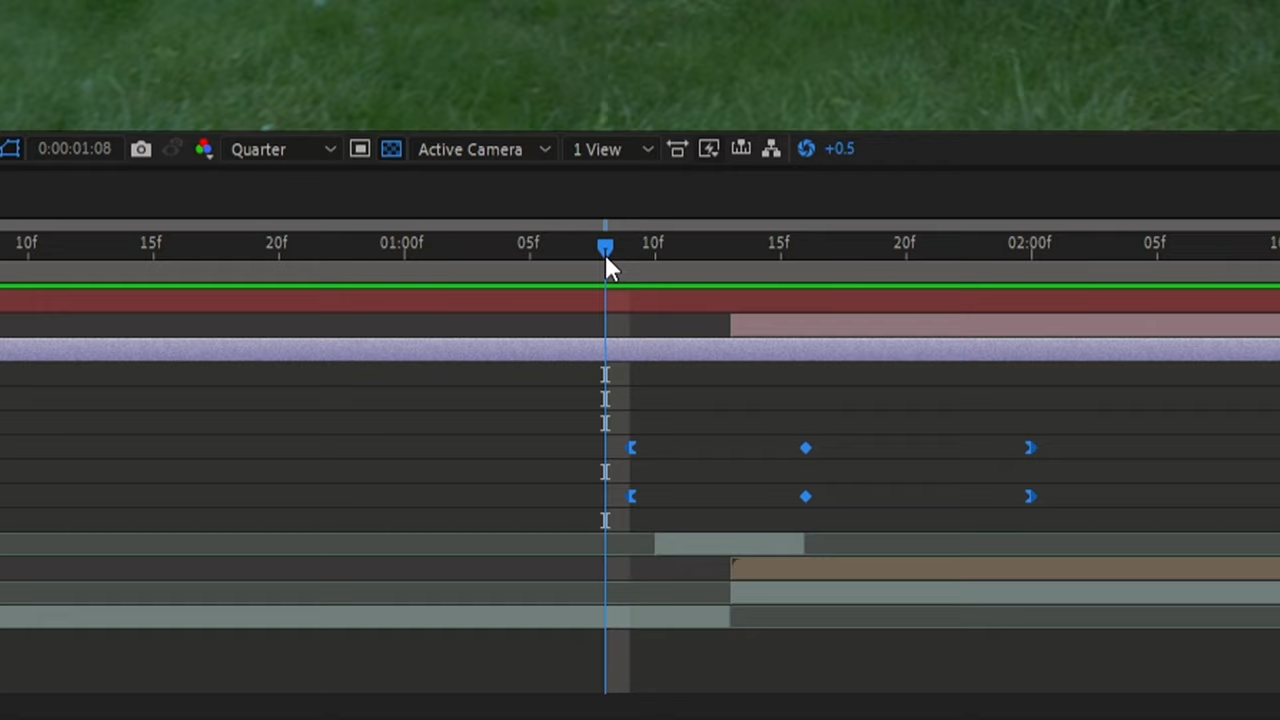 0:00:01:08 Quarter Active Camera 1 View +0.5
10f 15f 20f 01:00f 05f 10f 15f 20f 02:00f 05f